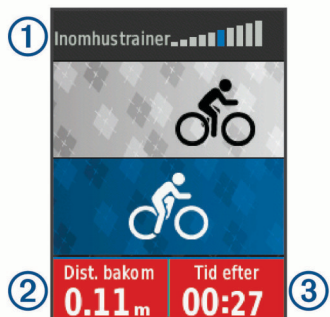 ① Inomhustrainer
Dist. bakom Tid efter
② 0.11 m 00:27 ③